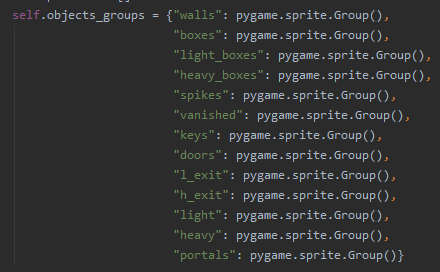 self.objects_groups = {"walls": pygame.sprite.Group(),
"boxes": pygame.sprite.Group(),
"light_boxes": pygame.sprite.Group(),
"heavy_boxes": pygame.sprite.Group(),
"spikes": pygame.sprite.Group(),
"vanished": pygame.sprite.Group(),
"keys": pygame.sprite.Group(),
"doors": pygame.sprite.Group(),
"l_exit": pygame.sprite.Group(),
"h_exit": pygame.sprite.Group(),
"light": pygame.sprite.Group(),
"heavy": pygame.sprite.Group(),
"portals": pygame.sprite.Group()}